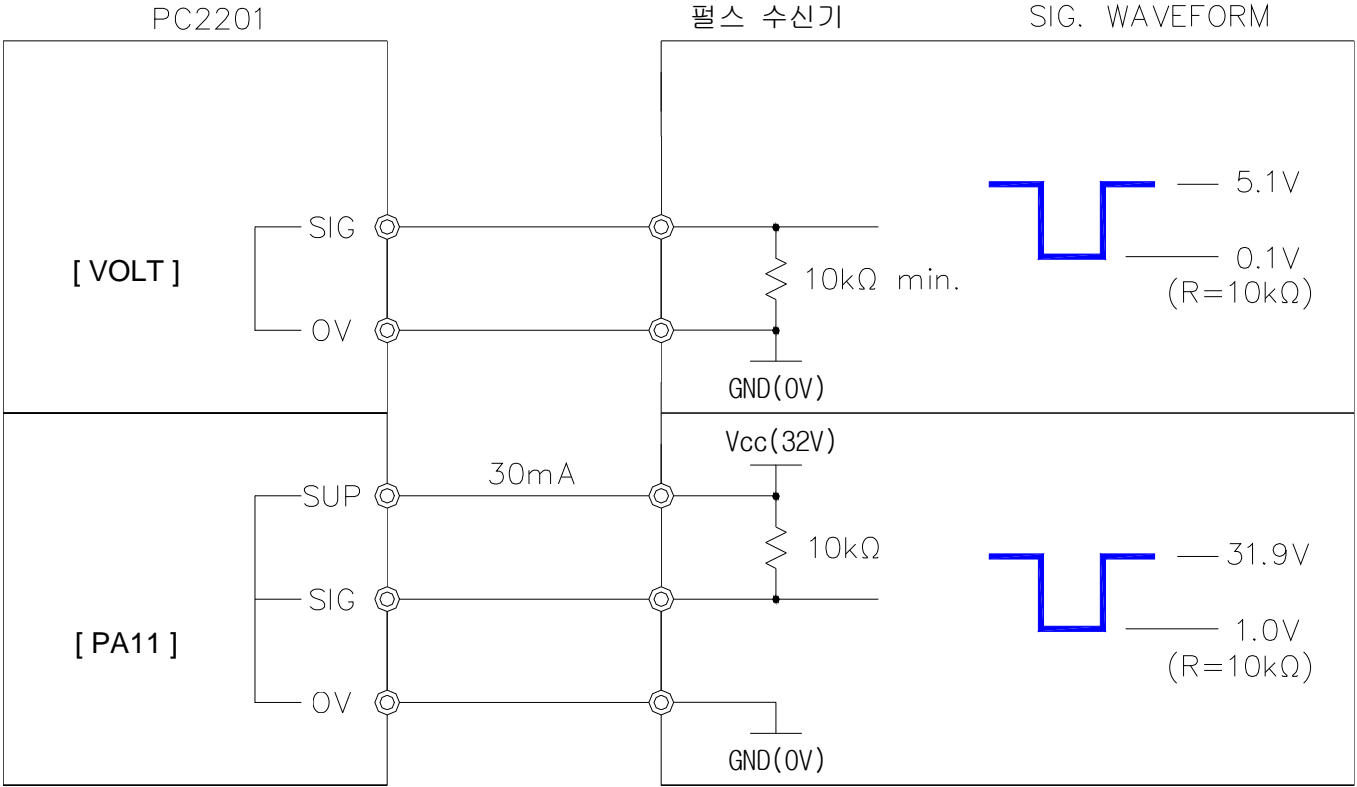 PC2201
펄스 수신기
SIG. WAVEFORM
[ VOLT ]
SIG
0V
10kΩ min.
GND(0V)
5.1V
0.1V
(R=10kΩ)
[ PA11 ]
SUP
SIG
0V
30mA
Vcc(32V)
10kΩ
GND(0V)
31.9V
1.0V
(R=10kΩ)